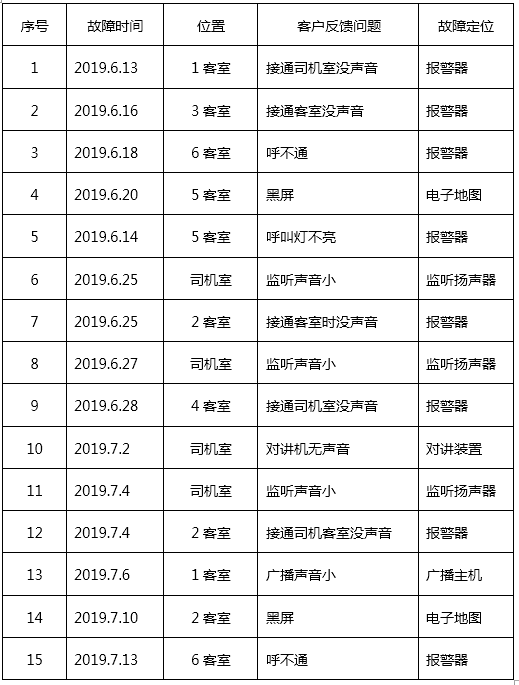 序号 故障时间 位置 客户反馈问题 故障定位
1 2019.6.13 1客室 接通司机室没声音 报警器
2 2019.6.16 3客室 接通客室没声音 报警器
3 2019.6.18 6客室 呼不通 报警器
4 2019.6.20 5客室 黑屏 电子地图
5 2019.6.14 5客室 呼叫灯不亮 报警器
6 2019.6.25 司机室 监听声音小 监听扬声器
7 2019.6.25 2客室 接通客室时没声音 报警器
8 2019.6.27 司机室 监听声音小 监听扬声器
9 2019.6.28 4客室 接通司机室没声音 报警器
10 2019.7.2 司机室 对讲机无声音 对讲装置
11 2019.7.4 司机室 监听声音小 监听扬声器
12 2019.7.4 2客室 接通司机客室没声音 报警器
13 2019.7.6 1客室 广播声音小 广播主机
14 2019.7.10 2客室 黑屏 电子地图
15 2019.7.13 6客室 呼不通 报警器